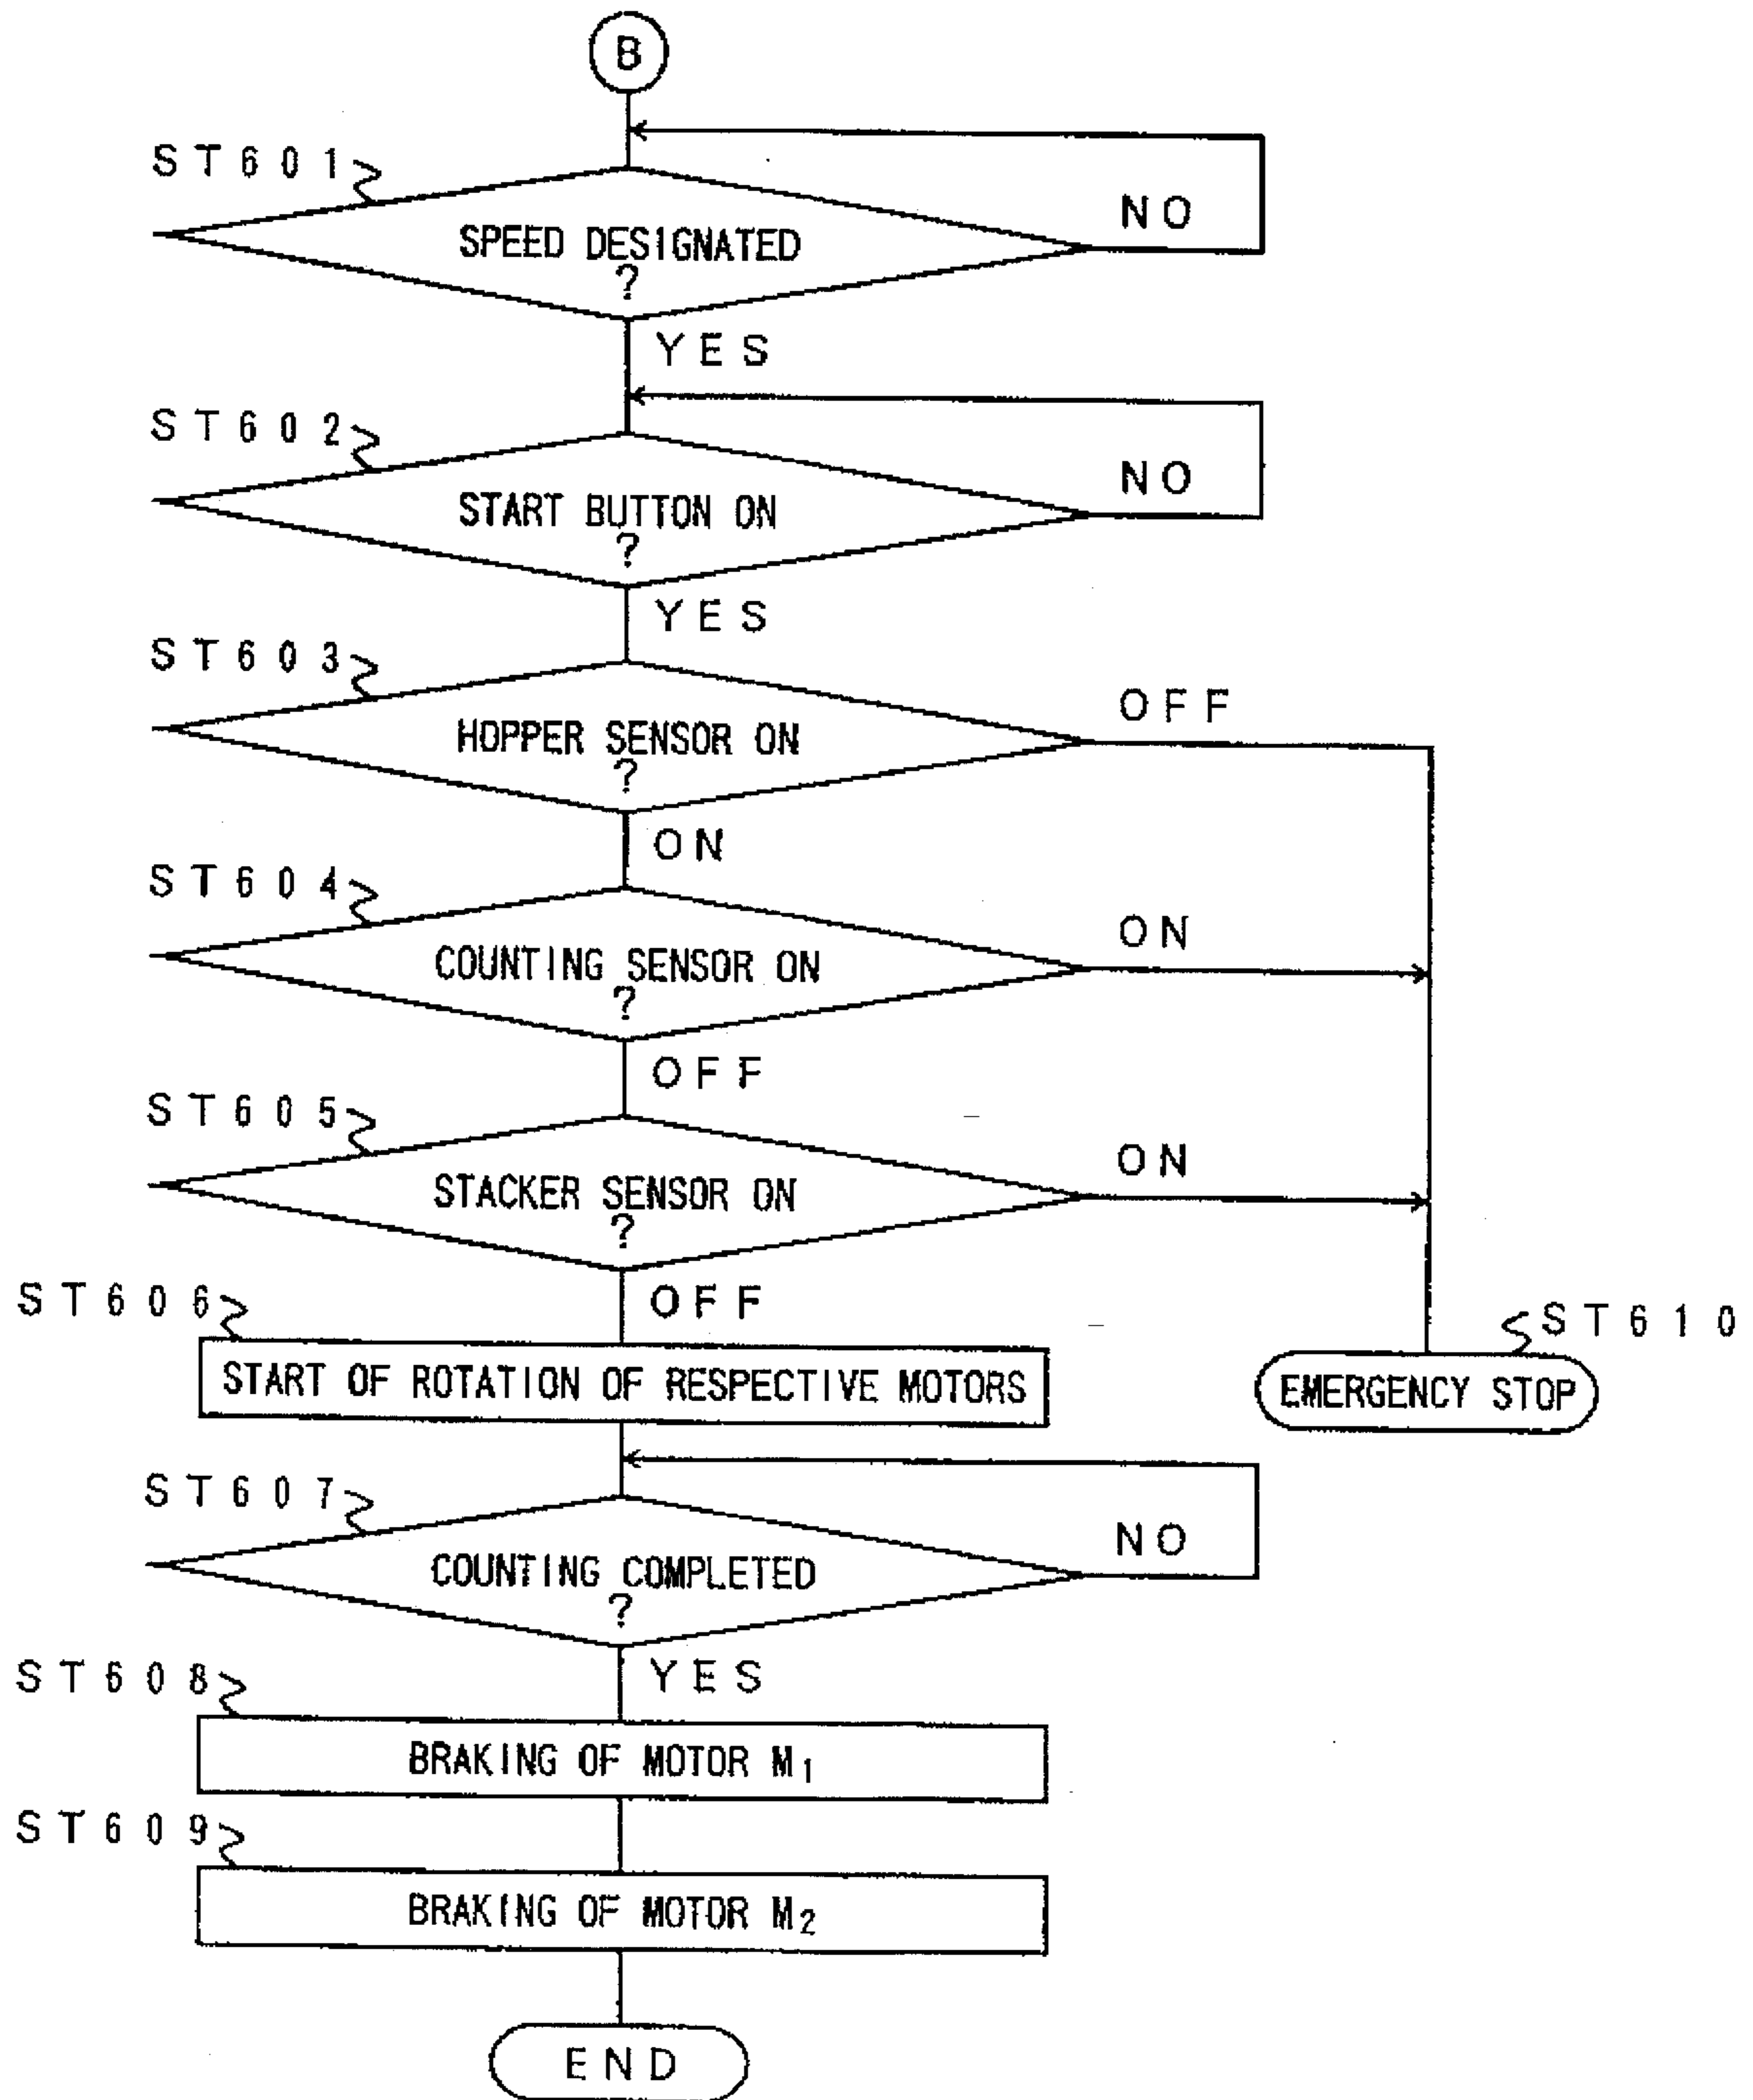 B
ST601
SPEED DESIGNATED
?
NO
YES
ST602
START BUTTON ON
?
NO
YES
ST603
HOPPER SENSOR ON
?
OFF
ON
ST604
COUNTING SENSOR ON
?
ON
OFF
ST605
STACKER SENSOR ON
?
ON
OFF
ST606
START OF ROTATION OF RESPECTIVE MOTORS
ST610
EMERGENCY STOP
ST607
COUNTING COMPLETED
?
NO
YES
ST608
BRAKING OF MOTOR M1
ST609
BRAKING OF MOTOR M2
END